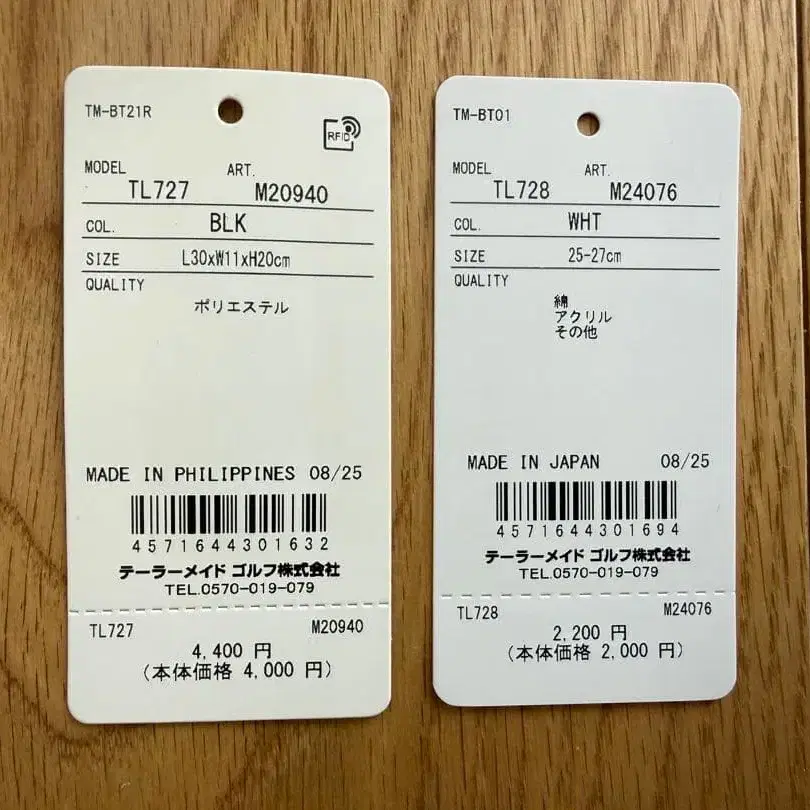 TM-BT21R
RFID
MODEL ART.
TL727 M20940
COL. BLK
SIZE L30xW11xH20cm
QUALITY
ポリエステル
MADE IN PHILIPPINES 08/25
4571644301632
テーラーメイド ゴルフ株式会社
TEL.0570-019-079
TL727 M20940
4,400 円
(本体価格 4,000 円)
TM-BT01
MODEL ART.
TL728 M24076
COL. WHT
SIZE 25-27cm
QUALITY
綿
アクリル
その他
MADE IN JAPAN 08/25
4571644301694
テーラーメイド ゴルフ株式会社
TEL.0570-019-079
TL728 M24076
2,200 円
(本体価格 2,000 円)